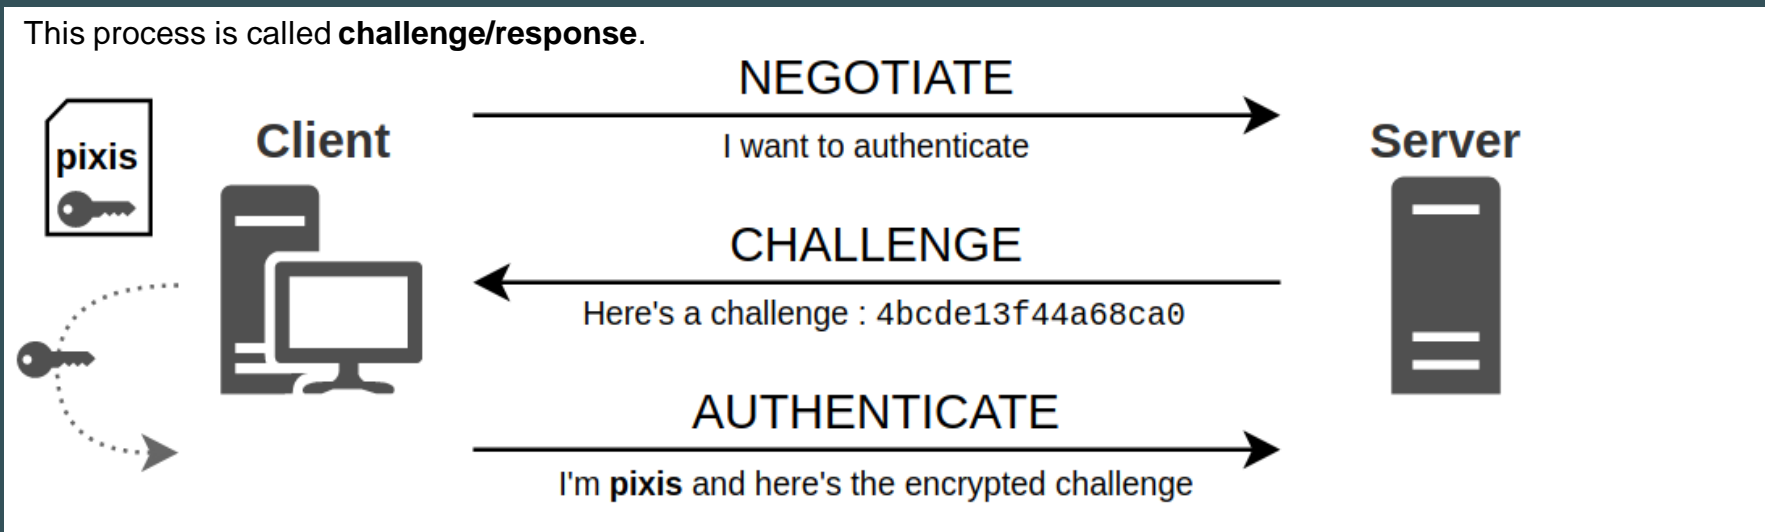 This process is called challenge/response.
NEGOTIATE
pixis
Client
I want to authenticate
Server
CHALLENGE
Here's a challenge : 4bcde13f44a68ca0
AUTHENTICATE
I'm pixis and here's the encrypted challenge